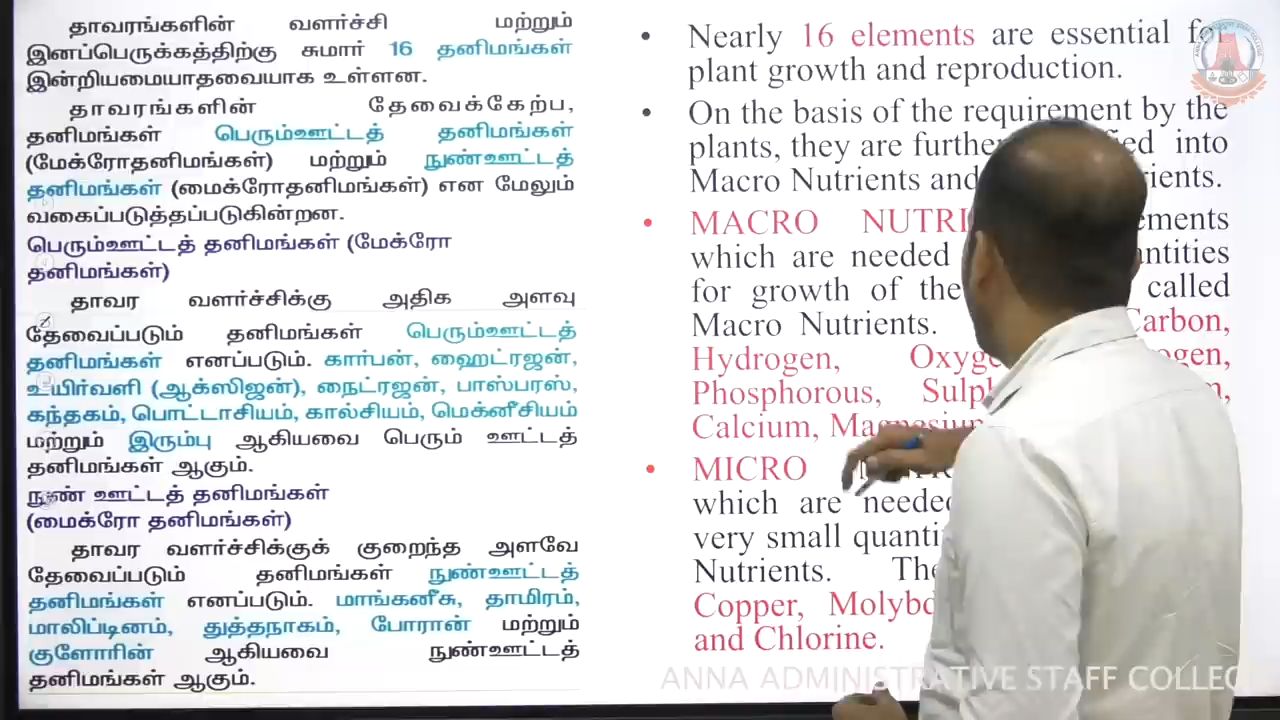 தாவரங்களின் வளர்ச்சி மற்றும்
இனப்பெருக்கத்திற்கு சுமார் 16 தனிமங்கள்
இன்றியமையாதவையாக உள்ளன.
தாவரங்களின் தேவைக்கேற்ப,
தனிமங்கள் பெரும்ஊட்டத் தனிமங்கள்
(மேக்ரோதனிமங்கள்) மற்றும் நுண்ஊட்டத்
தனிமங்கள் (மைக்ரோதனிமங்கள்) என மேலும்
வகைப்படுத்தப்படுகின்றன.
பெரும்ஊட்டத் தனிமங்கள் (மேக்ரோ
தனிமங்கள்)
தாவர வளர்ச்சிக்கு அதிக அளவு
தேவைப்படும் தனிமங்கள் பெரும்ஊட்டத்
தனிமங்கள் எனப்படும். கார்பன், ஹைட்ரஜன்,
உயிர்வளி (ஆக்ஸிஜன்), நைட்ரஜன், பாஸ்பரஸ்,
கந்தகம், பொட்டாசியம், கால்சியம், மெக்னீசியம்
மற்றும் இரும்பு ஆகியவை பெரும் ஊட்டத்
தனிமங்கள் ஆகும்.
நுண் ஊட்டத் தனிமங்கள்
(மைக்ரோ தனிமங்கள்)
தாவர வளர்ச்சிக்குக் குறைந்த அளவே
தேவைப்படும் தனிமங்கள் நுண்ஊட்டத்
தனிமங்கள் எனப்படும். மாங்கனீசு, தாமிரம்,
மாலிப்டினம், துத்தநாகம், போரான் மற்றும்
குளோரின் ஆகியவை நுண்ஊட்டத்
தனிமங்கள் ஆகும்.
• Nearly 16 elements are essential for
plant growth and reproduction.
• On the basis of the requirement by the
plants, they are further into
Macro Nutrients and
• MACRO
which are needed
for growth of the called
Macro Nutrients. Carbon,
Hydrogen,
Phosphorous,
Calcium, Magnesium
• MICRO
which are needed
very small
Nutrients.
Copper,
and Chlorine.
ANNA ADMINISTRATIVE STAFF COLLEG